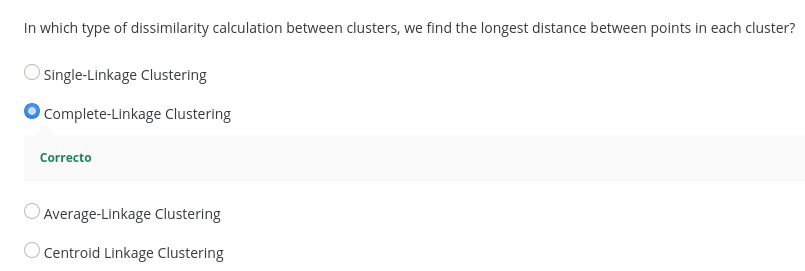 In which type of dissimilarity calculation between clusters, we find the longest distance between points in each cluster?
Single-Linkage Clustering
Complete-Linkage Clustering
Correcto
Average-Linkage Clustering
Centroid Linkage Clustering